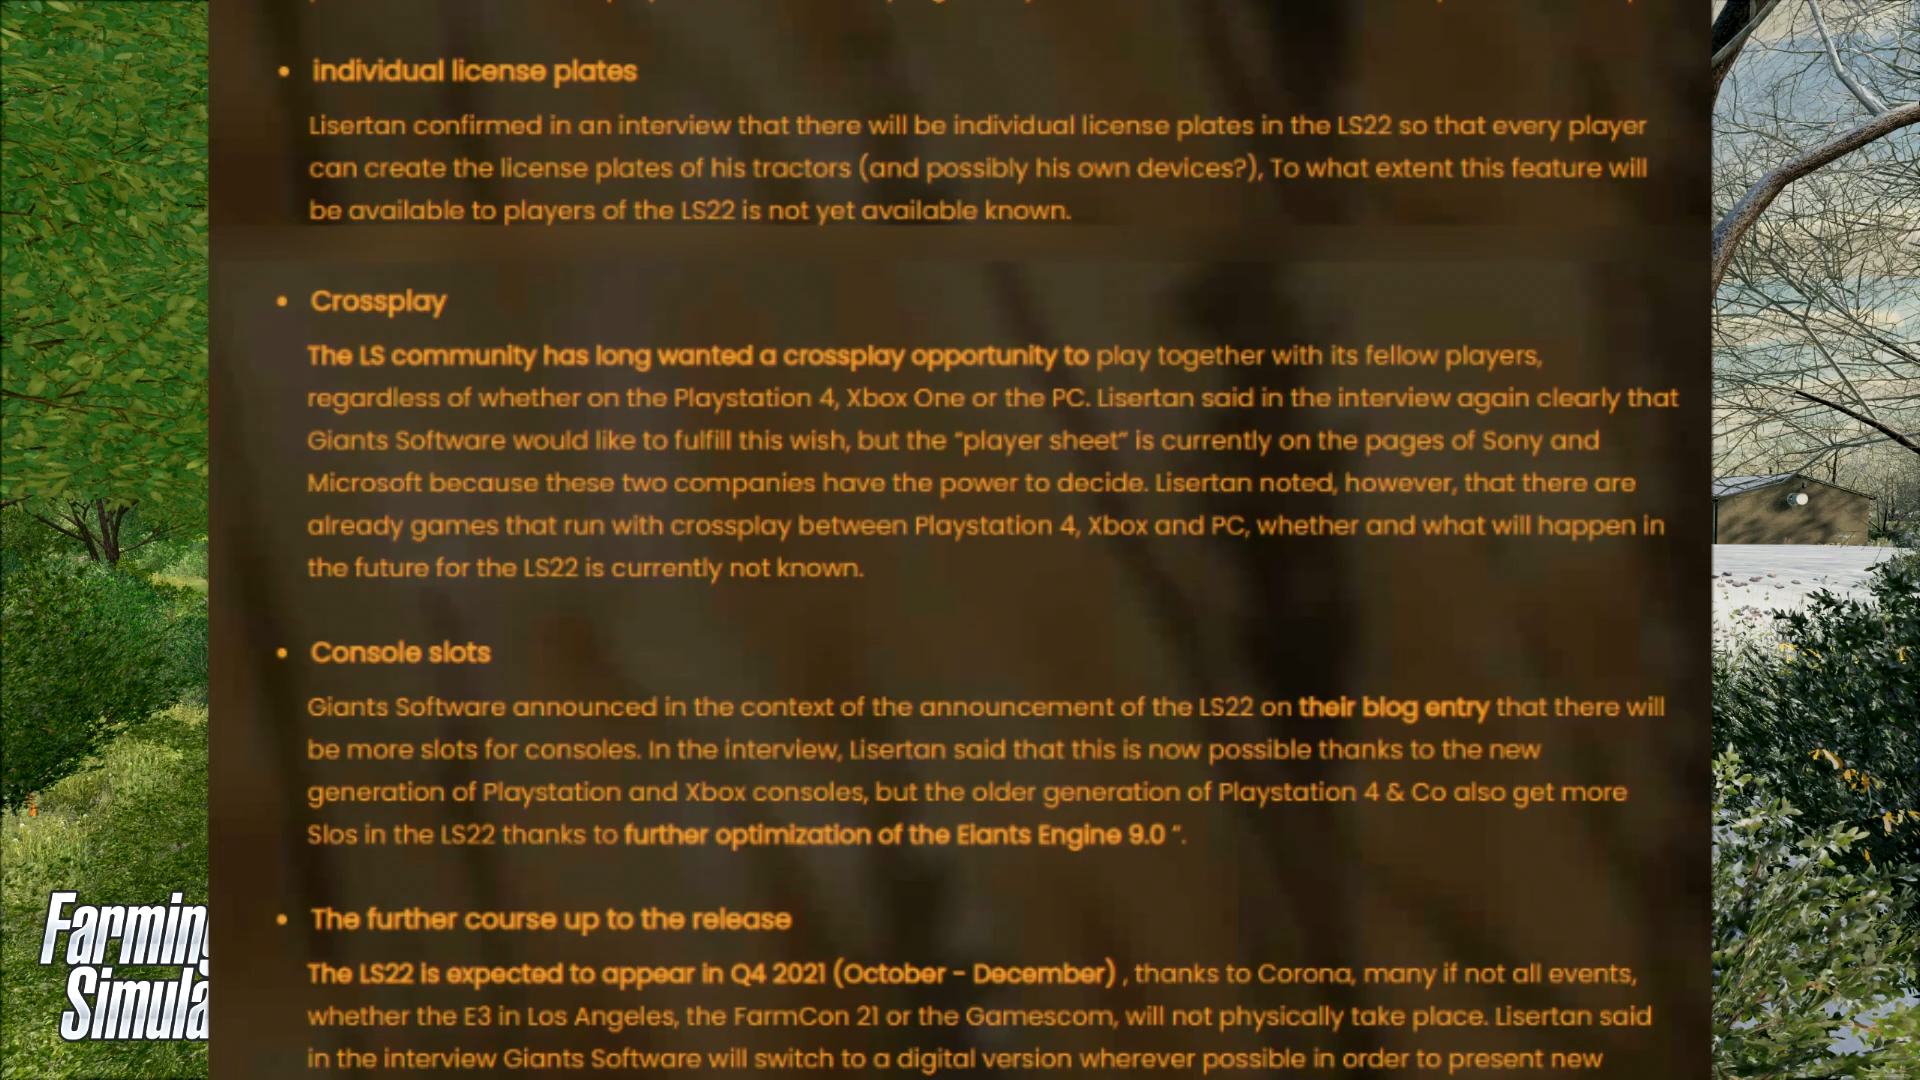 • individual license plates
Lisertan confirmed in an interview that there will be individual license plates in the LS22 so that every player
can create the license plates of his tractors (and possibly his own devices?), To what extent this feature will
be available to players of the LS22 is not yet available known.
• Crossplay
The LS community has long wanted a crossplay opportunity to play together with its fellow players,
regardless of whether on the Playstation 4, Xbox One or the PC. Lisertan said in the interview again clearly that
Giants Software would like to fulfill this wish, but the “player sheet” is currently on the pages of Sony and
Microsoft because these two companies have the power to decide. Lisertan noted, however, that there are
already games that run with crossplay between Playstation 4, Xbox and PC, whether and what will happen in
the future for the LS22 is currently not known.
• Console slots
Giants Software announced in the context of the announcement of the LS22 on their blog entry that there will
be more slots for consoles. In the interview, Lisertan said that this is now possible thanks to the new
generation of Playstation and Xbox consoles, but the older generation of Playstation 4 & Co also get more
Slos in the LS22 thanks to further optimization of the Eiants Engine 9.0 “.
• The further course up to the release
The LS22 is expected to appear in Q4 2021 (October - December) , thanks to Corona, many if not all events,
whether the E3 in Los Angeles, the FarmCon 21 or the Gamescom, will not physically take place. Lisertan said
in the interview Giants Software will switch to a digital version wherever possible in order to present new
Farming
Simula